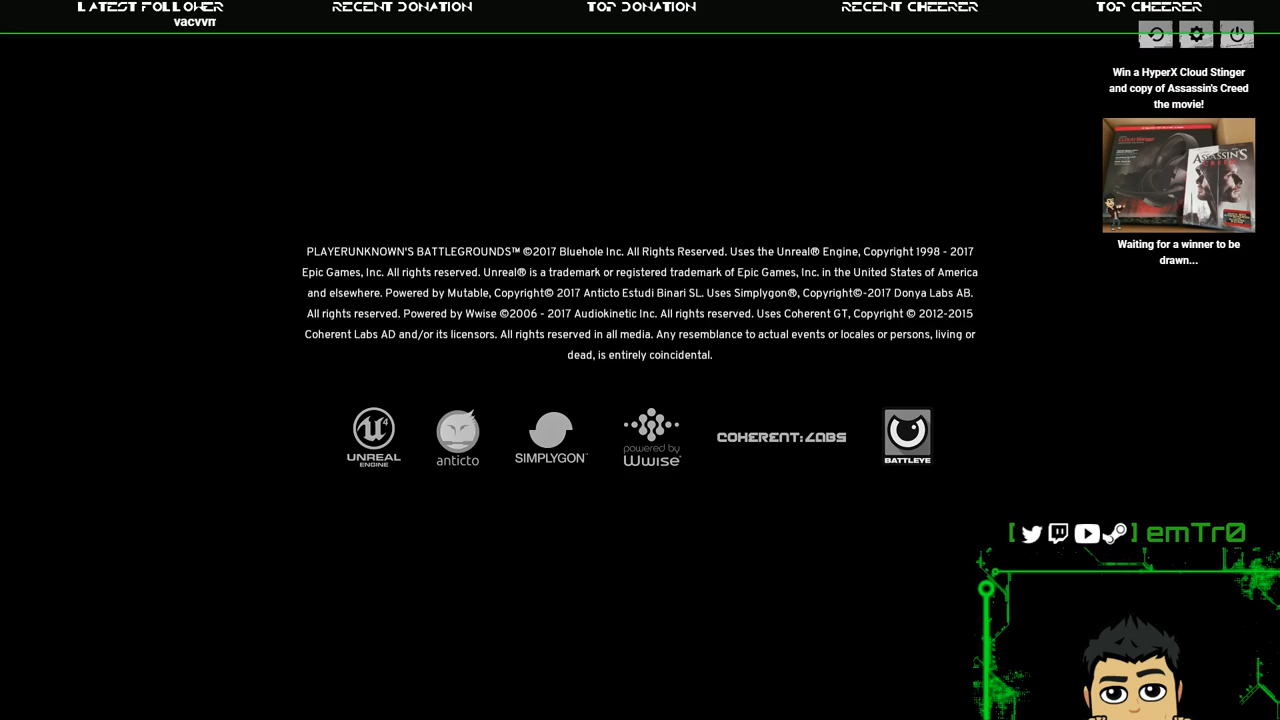 LATEST FOLLOWER
RECENT DONATION
TOP DONATION
RECENT CHEERER
TOP CHEERER
Win a HyperX Cloud Stinger
and copy of Assassin's Creed
the movie!
ASSASSIN'S
CREED
Waiting for a winner to be
drawn...
PLAYERUNKNOWN'S BATTLEGROUNDS™ ©2017 Bluehole Inc. All Rights Reserved. Uses the Unreal® Engine, Copyright 1998 - 2017
Epic Games, Inc. All rights reserved. Unreal® is a trademark or registered trademark of Epic Games, Inc. in the United States of America
and elsewhere. Powered by Mutable, Copyright© 2017 Anticto Estudi Binari SL. Uses Simplygon®, Copyright©-2017 Donya Labs AB.
All rights reserved. Powered by Wwise ©2006 - 2017 Audiokinetic Inc. All rights reserved. Uses Coherent GT, Copyright © 2012-2015
Coherent Labs AD and/or its licensors. All rights reserved in all media. Any resemblance to actual events or locales or persons, living or
dead, is entirely coincidental.
UNREAL
ENGINE
anticto
SIMPLYGON
powered by
Wwise
COHERENT:LABS
BATTLEYE
[ ] emTr0